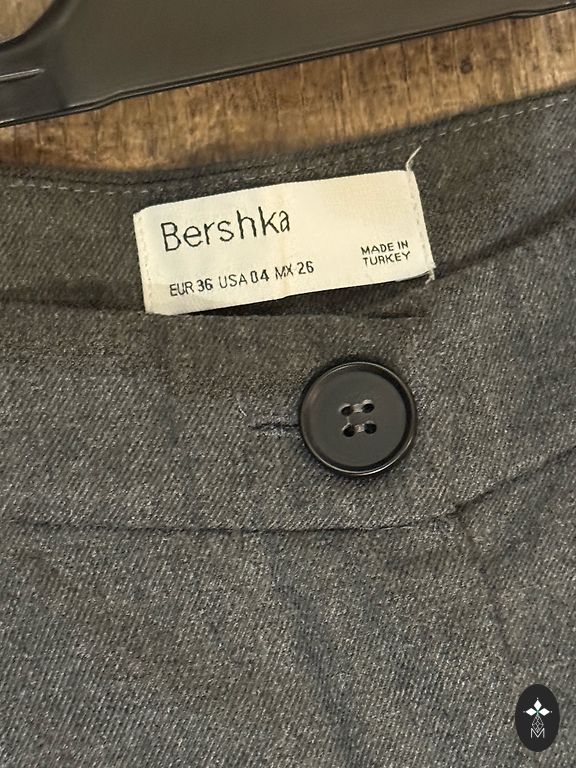 Bershka
EUR 36 USA 04 MX 26
MADE IN
TURKEY
M